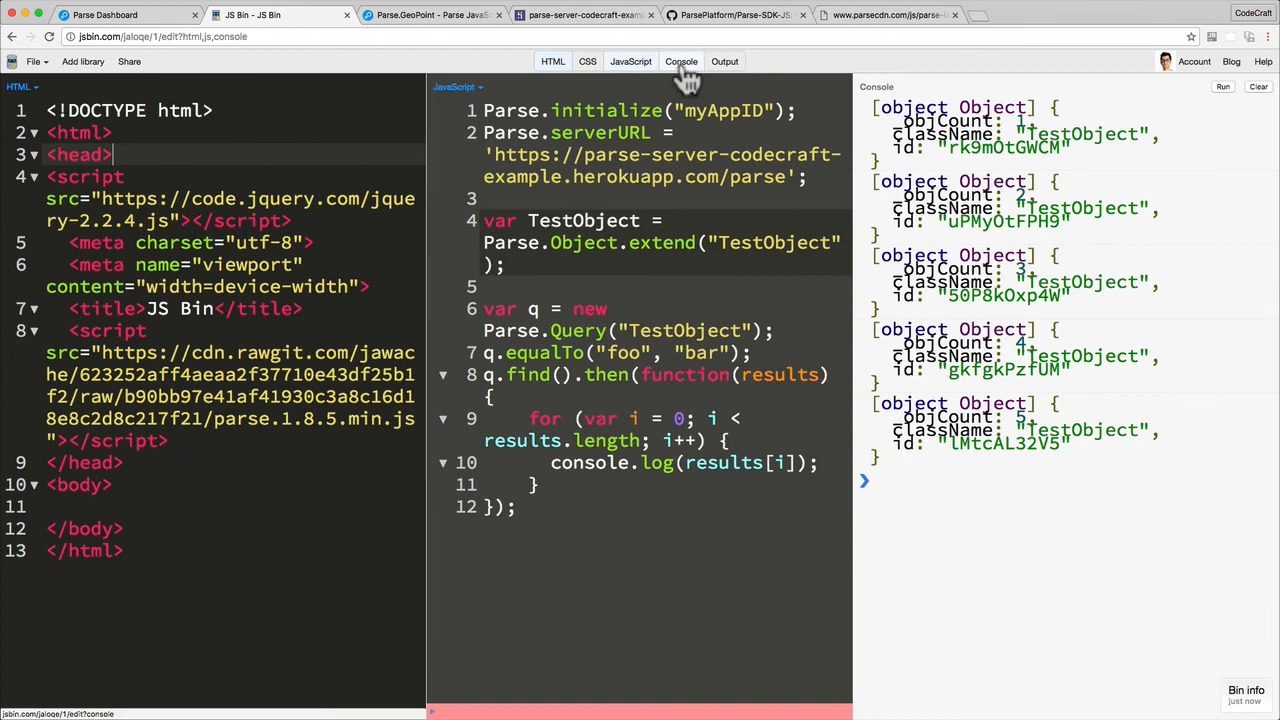 Parse Dashboard
JS Bin - JS Bin
Parse.GeoPoint - Parse JavaS
parse-server-codecraft-exam
ParsePlatform/Parse-SDK-JS:
www.parsecdn.com/js/parse-l
CodeCraft
jsbin.com/jaloqe/1/edit?html,js,console
File
Add library
Share
HTML
CSS
JavaScript
Console
Output
Account
Blog
Help
HTML
1 <!DOCTYPE html>
2 <html>
3 <head>
4 <script
src="https://code.jquery.com/jque
ry-2.2.4.js"></script>
5 <meta charset="utf-8">
6 <meta name="viewport"
content="width=device-width">
7 <title>JS Bin</title>
8 <script
src="https://cdn.rawgit.com/jawac
he/623252aff4aeaa2f37710e43df25b1
f2/raw/b90bb97e41af41930c3a8c16d1
8e8c2d8c217f21/parse.1.8.5.min.js
"></script>
9 </head>
10 <body>
11
12 </body>
13 </html>
JavaScript
1 Parse.initialize("myAppID");
2 Parse.serverURL =
'https://parse-server-codecraft-
example.herokuapp.com/parse';
3
4 var TestObject =
Parse.Object.extend("TestObject"
);
5
6 var q = new
Parse.Query("TestObject");
7 q.equalTo("foo", "bar");
8 q.find().then(function(results)
{
9 for (var i = 0; i <
results.length; i++) {
10 console.log(results[i]);
11 }
12 });
Console
Run
Clear
[object Object] {
_objCount: 1,
className: "TestObject",
id: "rk9mOtGWCM"
}
[object Object] {
_objCount: 2,
className: "TestObject",
id: "uPMyOtFPH9"
}
[object Object] {
_objCount: 3,
className: "TestObject",
id: "50P8kOxp4W"
}
[object Object] {
_objCount: 4,
className: "TestObject",
id: "gkfgkPzfUM"
}
[object Object] {
_objCount: 5,
className: "TestObject",
id: "lMtcAL32V5"
}
Bin info
just now
jsbin.com/jaloqe/1/edit?console